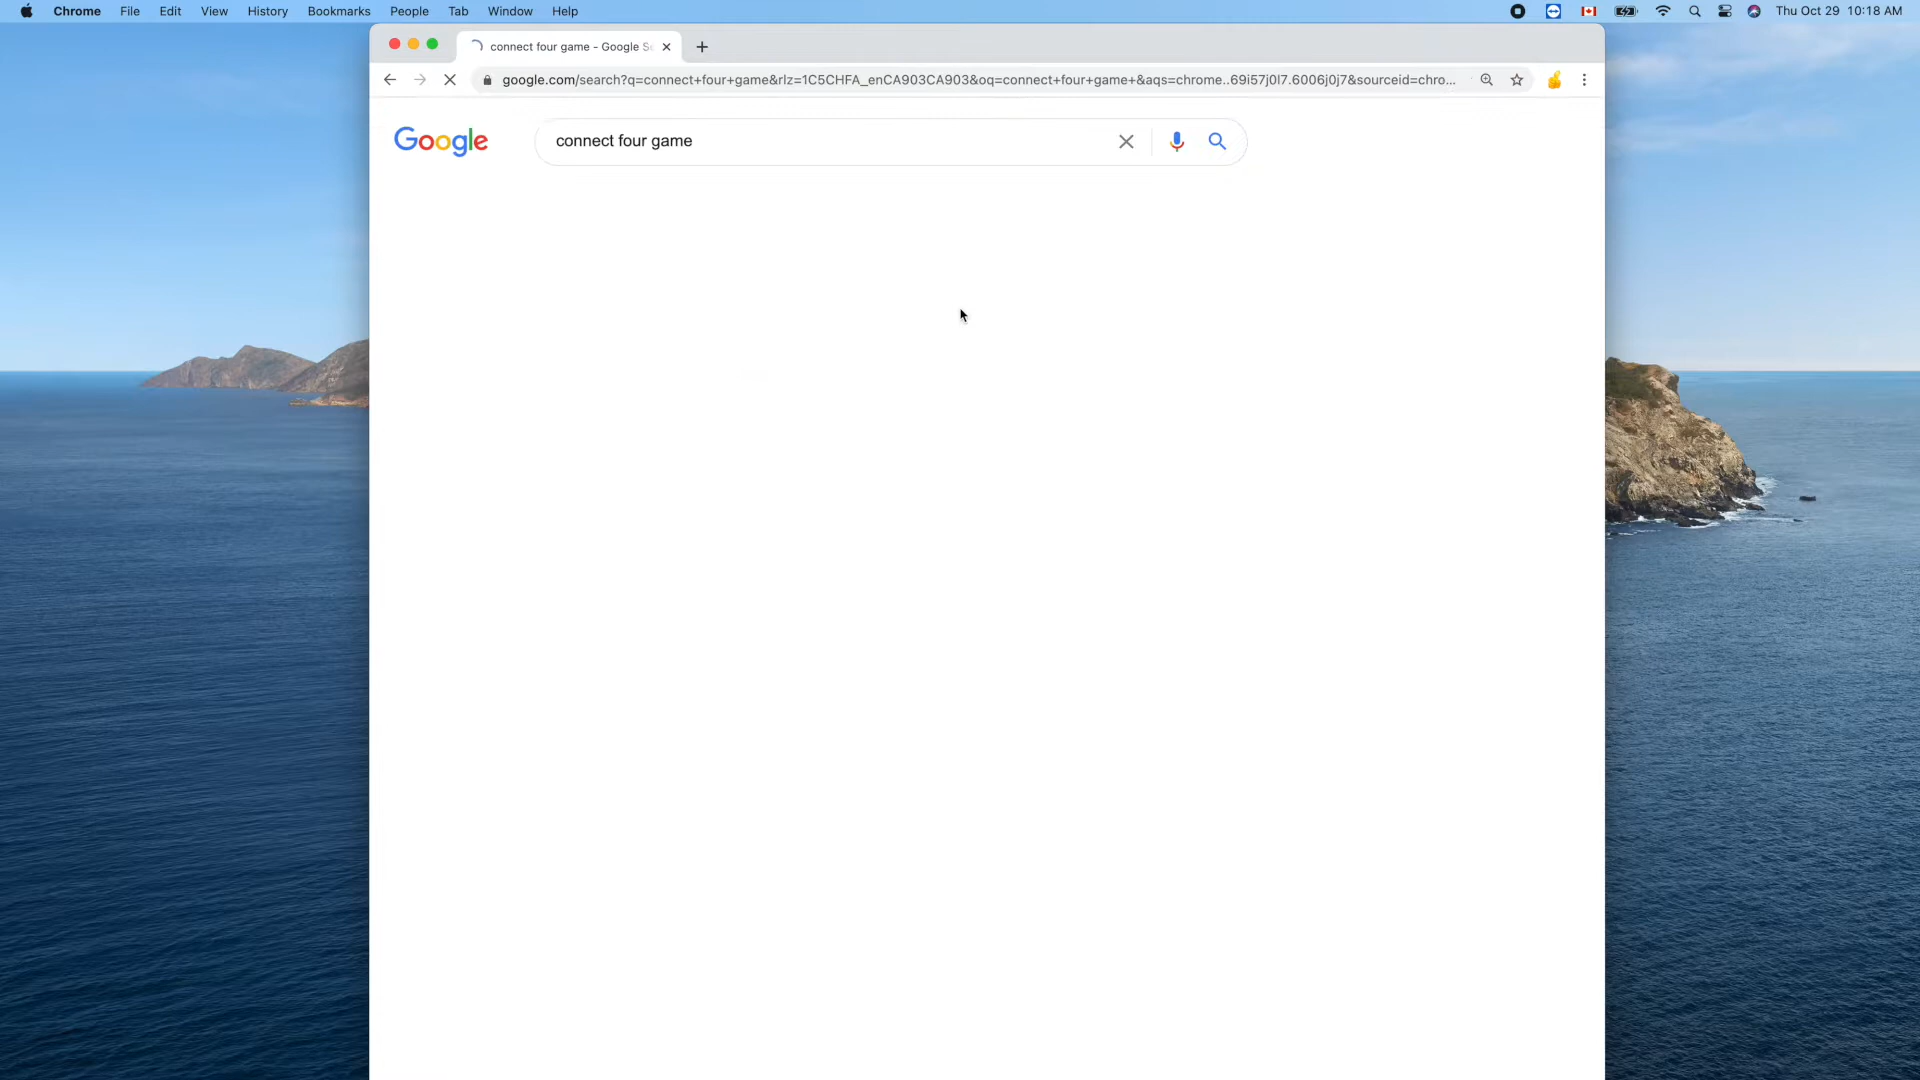 Chrome File Edit View History Bookmarks People Tab Window Help Thu Oct 29 10:18 AM
connect four game - Google Se
google.com/search?q=connect+four+game&rlz=1C5CHFA_enCA903CA903&oq=connect+four+game+&aqs=chrome..69i57j0l7.6006j0j7&sourceid=chro...
Google connect four game